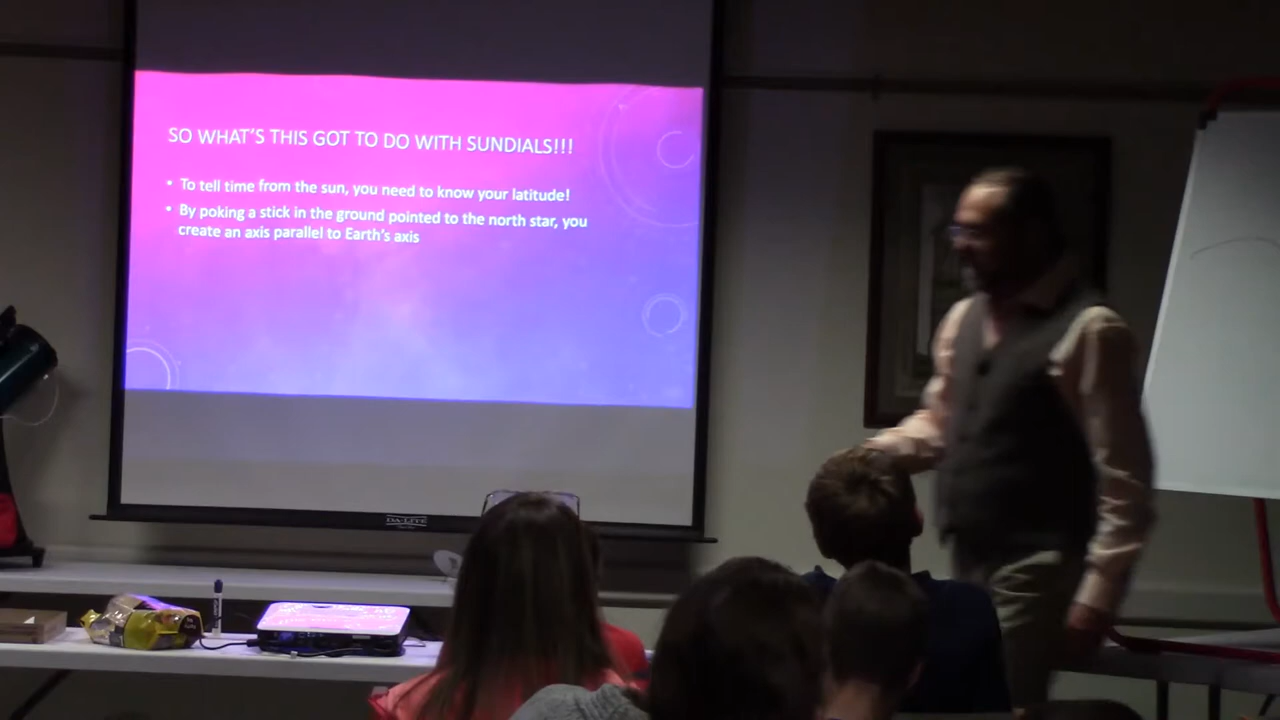 SO WHAT'S THIS GOT TO DO WITH SUNDIALS!!!
• To tell time from the sun, you need to know your latitude!
• By poking a stick in the ground pointed to the north star, you
create an axis parallel to Earth's axis
DA-LITE